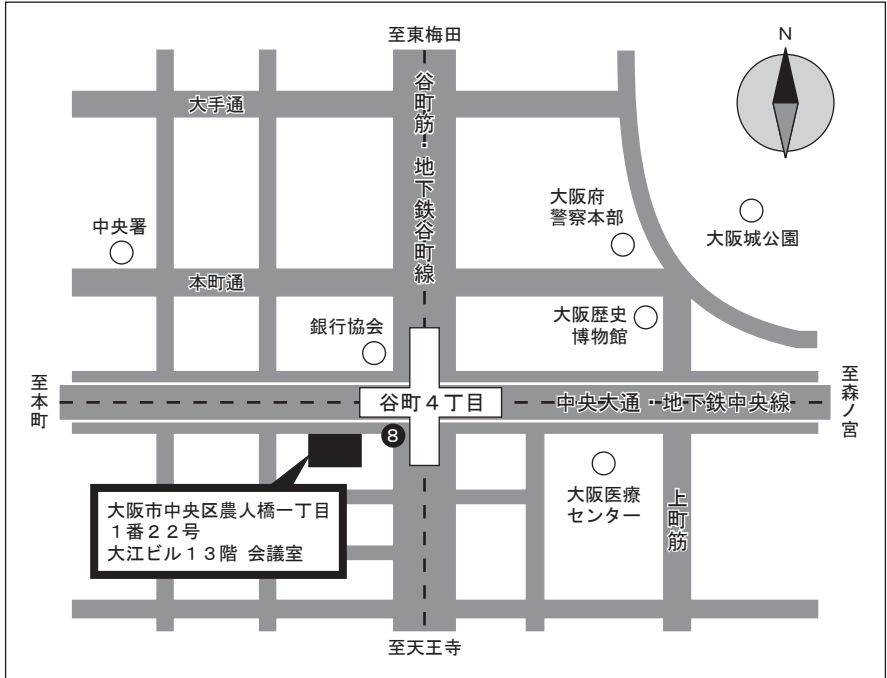 至東梅田
N
大手通
谷町筋・地下鉄谷町線
大阪府
警察本部
大阪城公園
中央署
本町通
大阪歴史
博物館
銀行協会
至本町
谷町4丁目
中央大通・地下鉄中央線
至森ノ宮
8
大阪医療
センター
上町筋
大阪市中央区農人橋一丁目
1番22号
大江ビル13階 会議室
至天王寺